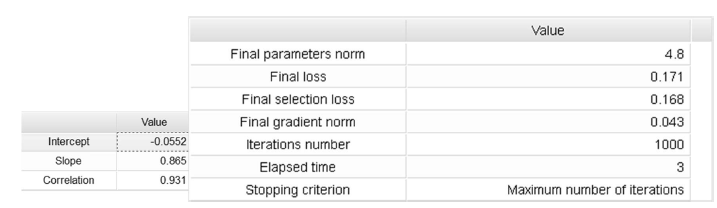 Value
Final parameters norm 4.8
Final loss 0.171
Final selection loss 0.168
Final gradient norm 0.043
Iterations number 1000
Elapsed time 3
Stopping criterion Maximum number of iterations
Value
Intercept -0.0552
Slope 0.865
Correlation 0.931